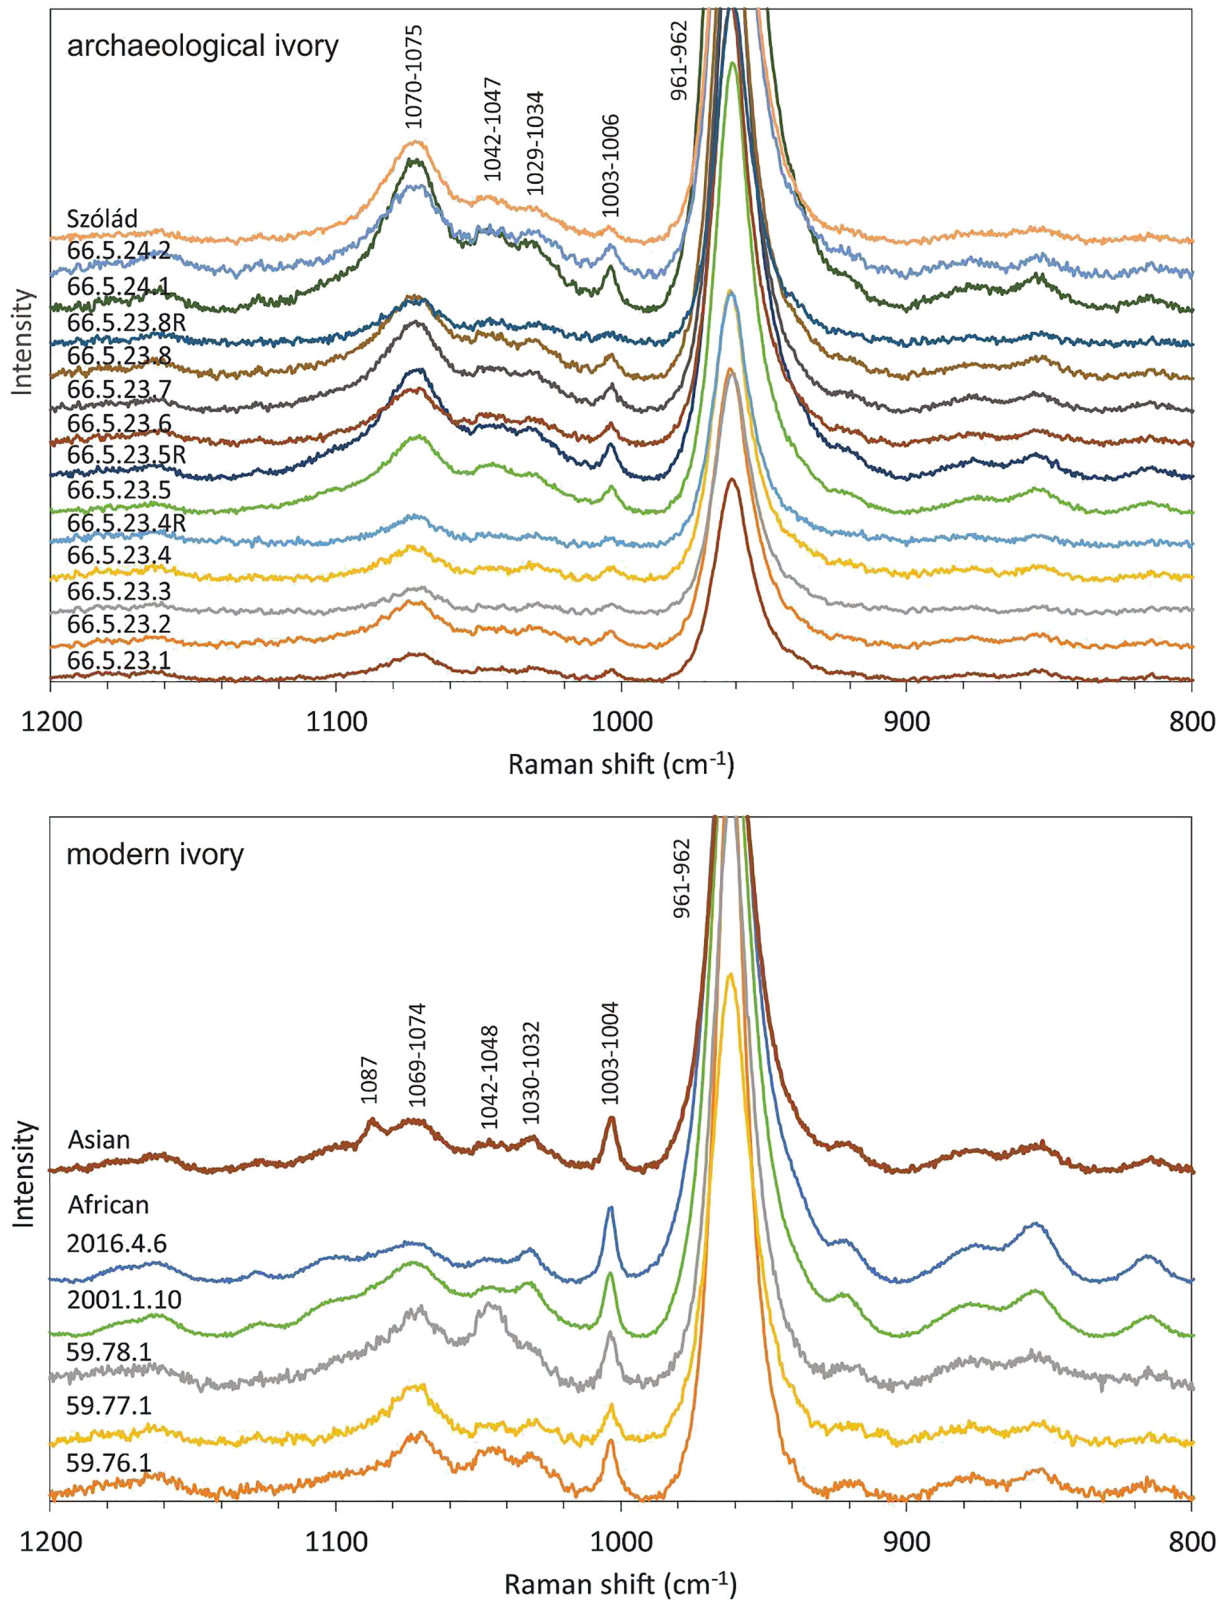 archaeological ivory
1070-1075
1042-1047
1029-1034
1003-1006
961-962
Szólád
66.5.24.2
66.5.24.1
66.5.23.8R
66.5.23.8
66.5.23.7
66.5.23.6
66.5.23.5R
66.5.23.5
66.5.23.4R
66.5.23.4
66.5.23.3
66.5.23.2
66.5.23.1
Intensity
1200 1100 1000 900 800
Raman shift (cm⁻¹)
modern ivory
1087
1069-1074
1042-1048
1030-1032
1003-1004
961-962
Asian
African
2016.4.6
2001.1.10
59.78.1
59.77.1
59.76.1
Intensity
1200 1100 1000 900 800
Raman shift (cm⁻¹)